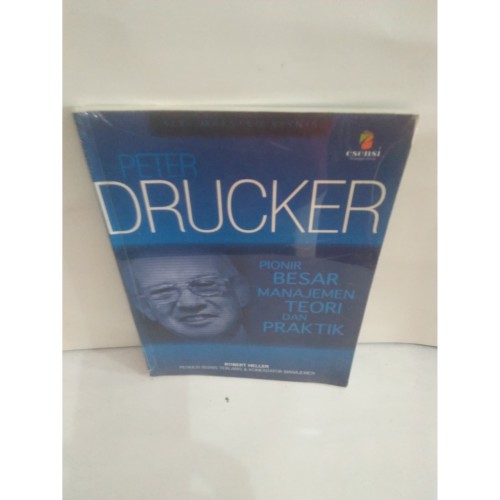 esensi
PETER
DRUCKER
PIONIR
BESAR
MANAJEMEN
TEORI
DAN
PRAKTIK
ROBERT HELLER